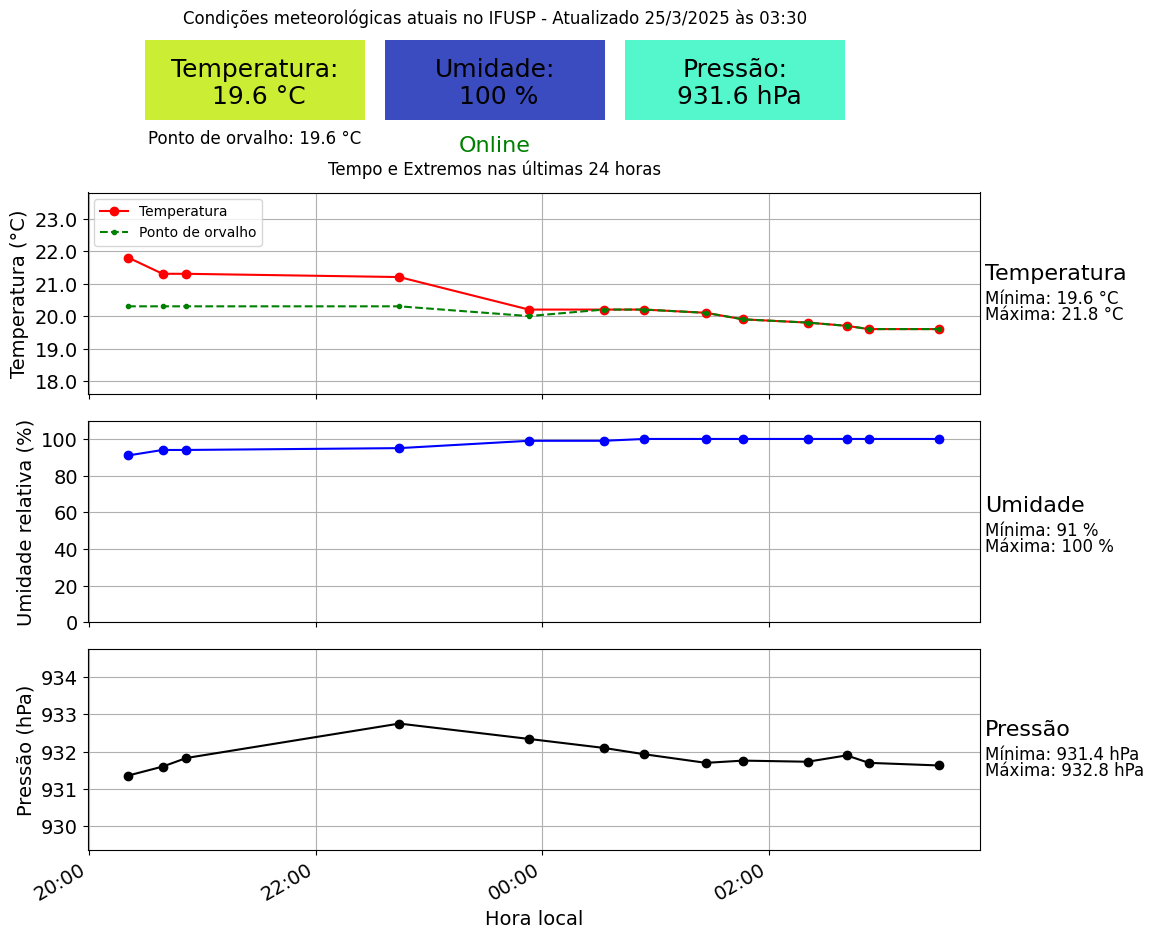 Condições meteorológicas atuais no IFUSP - Atualizado 25/3/2025 às 03:30
Temperatura:
19.6 °C
Umidade:
100 %
Pressão:
931.6 hPa
Ponto de orvalho: 19.6 °C
Online
Tempo e Extremos nas últimas 24 horas
Temperatura (°C)
23.0
22.0
21.0
20.0
19.0
18.0
Temperatura
Ponto de orvalho
Temperatura
Mínima: 19.6 °C
Máxima: 21.8 °C
Umidade relativa (%)
100
80
60
40
20
0
Umidade
Mínima: 91 %
Máxima: 100 %
Pressão (hPa)
934
933
932
931
930
Pressão
Mínima: 931.4 hPa
Máxima: 932.8 hPa
20:00
22:00
00:00
02:00
Hora local